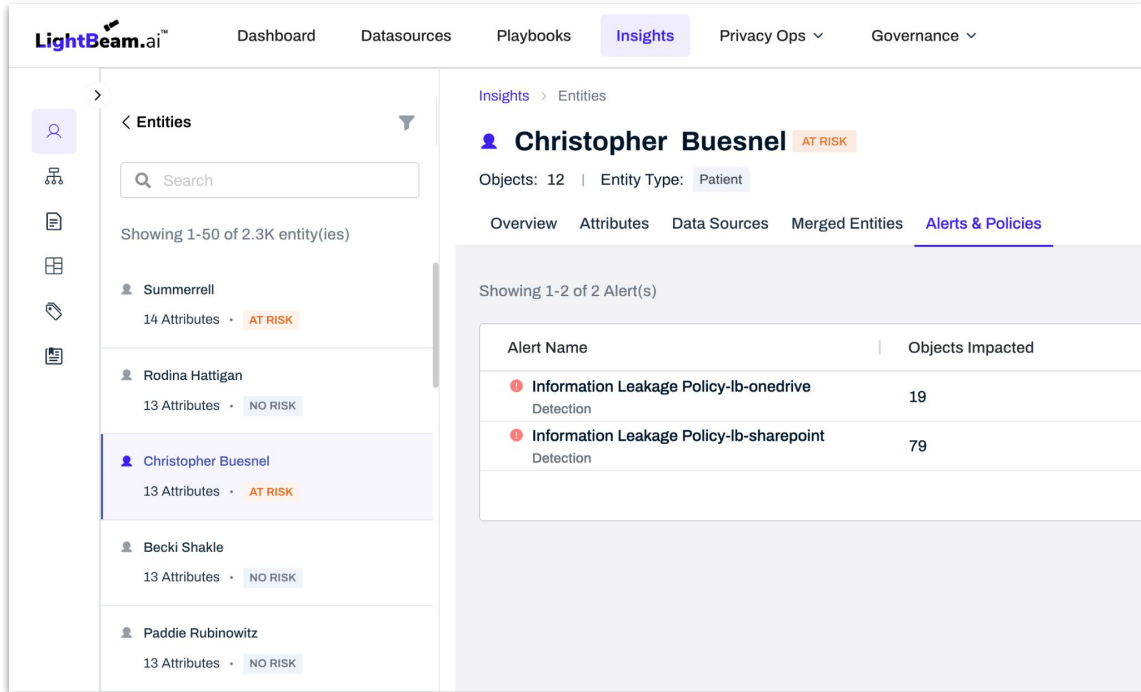 LightBeam.ai™ Dashboard Datasources Playbooks Insights Privacy Ops Governance
Entities
Search
Showing 1-50 of 2.3K entity(ies)
Summerrell
14 Attributes • AT RISK
Rodina Hattigan
13 Attributes • NO RISK
Christopher Buesnel
13 Attributes • AT RISK
Becki Shakle
13 Attributes • NO RISK
Paddie Rubinowitz
13 Attributes • NO RISK
Insights > Entities
Christopher Buesnel AT RISK
Objects: 12 | Entity Type: Patient
Overview Attributes Data Sources Merged Entities Alerts & Policies
Showing 1-2 of 2 Alert(s)
Alert Name Objects Impacted
Information Leakage Policy-lb-onedrive 19
Detection
Information Leakage Policy-lb-sharepoint 79
Detection